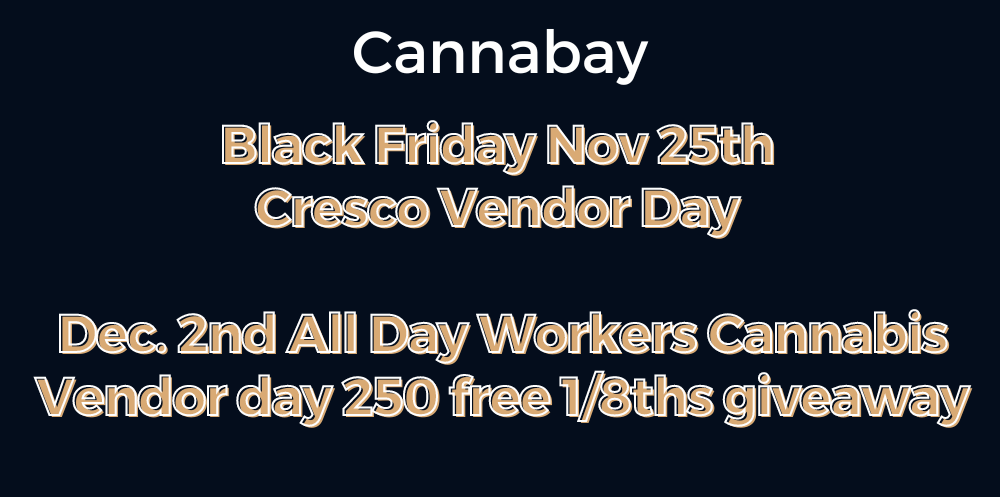 Cannabay
Black Friday Nov 25th
Cresco Vendor Day
Dec. 2nd All Day Workers Cannabis
Vendor day 250 free 1/8ths giveaway